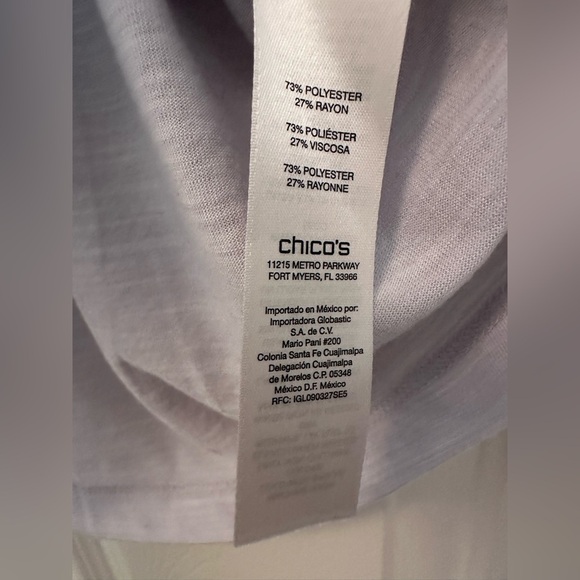 73% POLYESTER
27% RAYON
73% POLIÉSTER
27% VISCOSA
73% POLYESTER
27% RAYONNE
chico's
11215 METRO PARKWAY
FORT MYERS, FL 33966
Importado en México por:
Importadora Globastic
S.A. de C.V.
Mario Pani #200
Colonia Santa Fe Cuajimalpa
Delegación Cuajimalpa
de Morelos C.P. 05348
México D.F. México
RFC: IGL090327SE5